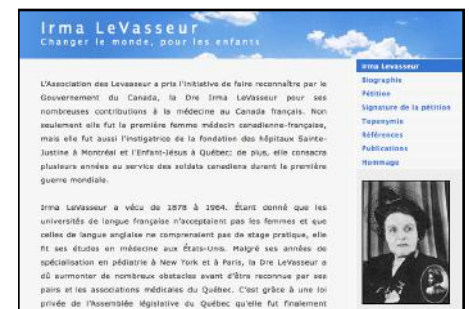 Irma LeVasseur
Changer le monde, pour les enfants
L'Association des Levasseur a pris l'initiative de faire reconnaître par le
Gouvernement du Canada, la Dre Irma LeVasseur pour ses
nombreuses contributions à la médecine au Canada français. Non
seulement elle fut la première femme médecin canadienne-française,
mais elle fut aussi l'instigatrice de la fondation des hôpitaux Sainte-
Justine à Montréal et l'Enfant-Jésus à Québec; de plus, elle consacra
plusieurs années au service des soldats canadiens durant la première
guerre mondiale.
Irma LeVasseur a vécu de 1878 à 1964. Étant donné que les
universités de langue française n'acceptaient pas les femmes et que
celles de langue anglaise ne comprenaient pas de stage pratique, elle
fit ses études en médecine aux États-Unis. Malgré ses années de
spécialisation en pédiatrie à New York et à Paris, la Dre LeVasseur a
dû surmonter de nombreux obstacles avant d'être reconnue par ses
pairs et les associations médicales du Québec. C'est grâce à une loi
privée de l'Assemblée législative du Québec qu'elle fut finalement
Irma Levasseur
Biographie
Pétition
Signature de la pétition
Toponymie
Références
Publications
Hommage